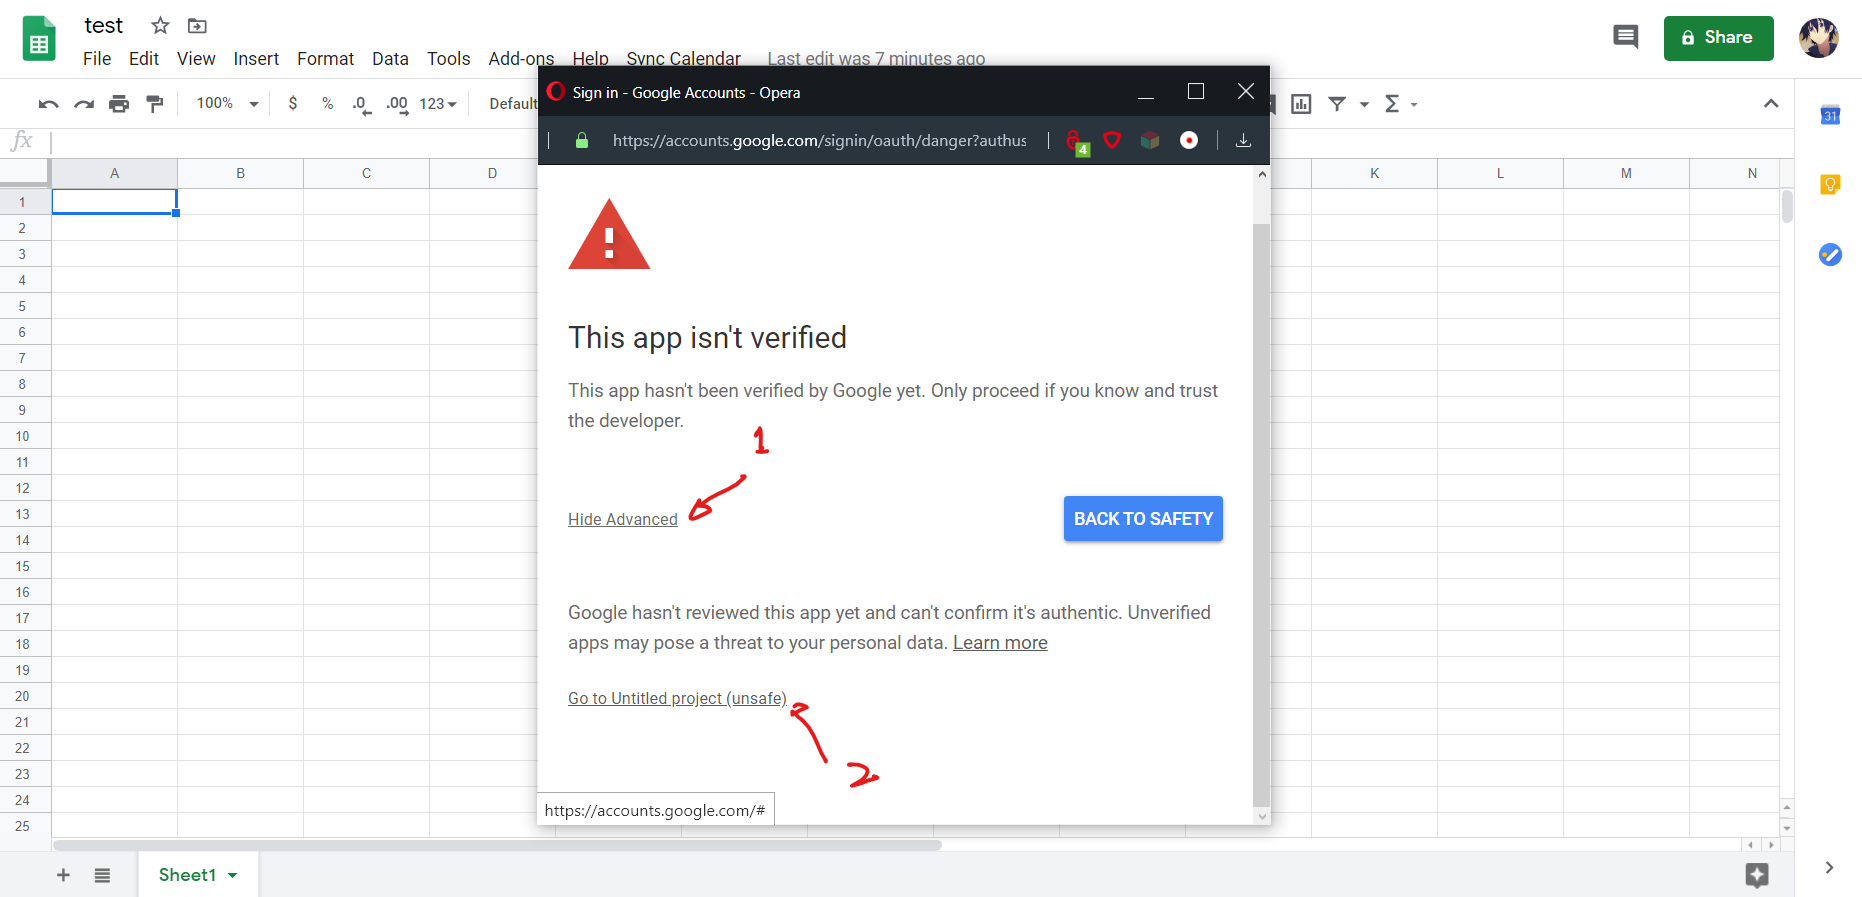 test
File Edit View Insert Format Data Tools Add-ons Help Sync Calendar Last edit was 7 minutes ago
Share
100% $ % .0 .00 123 Default
fx
Sign in - Google Accounts - Opera
https://accounts.google.com/signin/oauth/danger?authus
4
31
A B C D K L M N
1
2
3
4
5
6
7
8
9
10
11
12
13
14
15
16
17
18
19
20
21
22
23
24
25
This app isn't verified
This app hasn't been verified by Google yet. Only proceed if you know and trust
the developer.
1
Hide Advanced
BACK TO SAFETY
Google hasn't reviewed this app yet and can't confirm it's authentic. Unverified
apps may pose a threat to your personal data. Learn more
Go to Untitled project (unsafe)
2
https://accounts.google.com/#
Sheet1